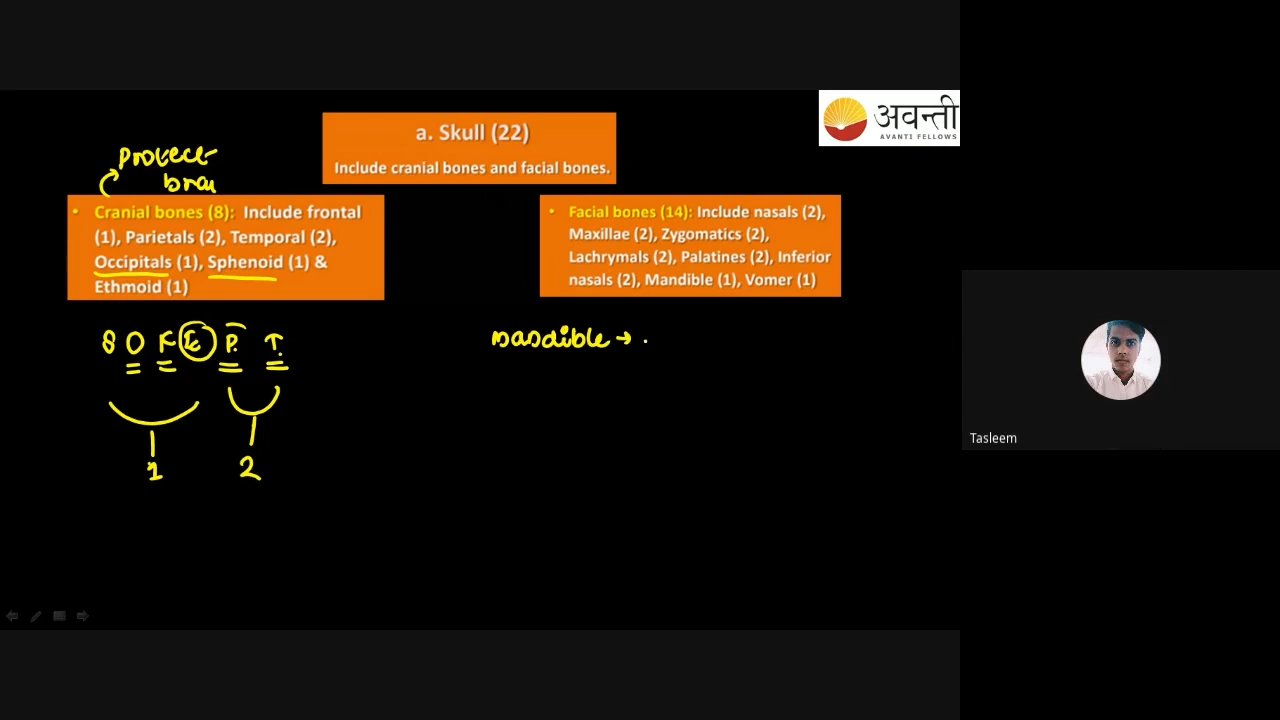 अवन्ती
AVANTI FELLOWS
a. Skull (22)
Include cranial bones and facial bones.
Protect
brain
• Cranial bones (8): Include frontal
(1), Parietals (2), Temporal (2),
Occipitals (1), Sphenoid (1) &
Ethmoid (1)
• Facial bones (14): Include nasals (2),
Maxillae (2), Zygomatics (2),
Lachrymals (2), Palatines (2), Inferior
nasals (2), Mandible (1), Vomer (1)
S O F E P. T.
mandible → .
1 2
Tasleem